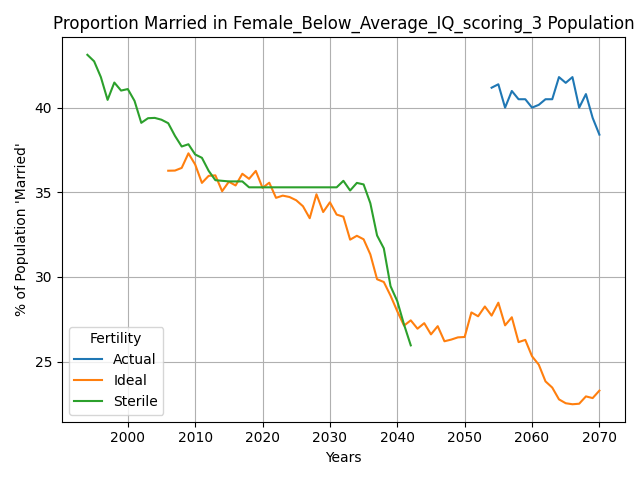 Proportion Married in Female_Below_Average_IQ_scoring_3 Population
% of Population 'Married'
40
35
30
25
Fertility
Actual
Ideal
Sterile
2000 2010 2020 2030 2040 2050 2060 2070
Years